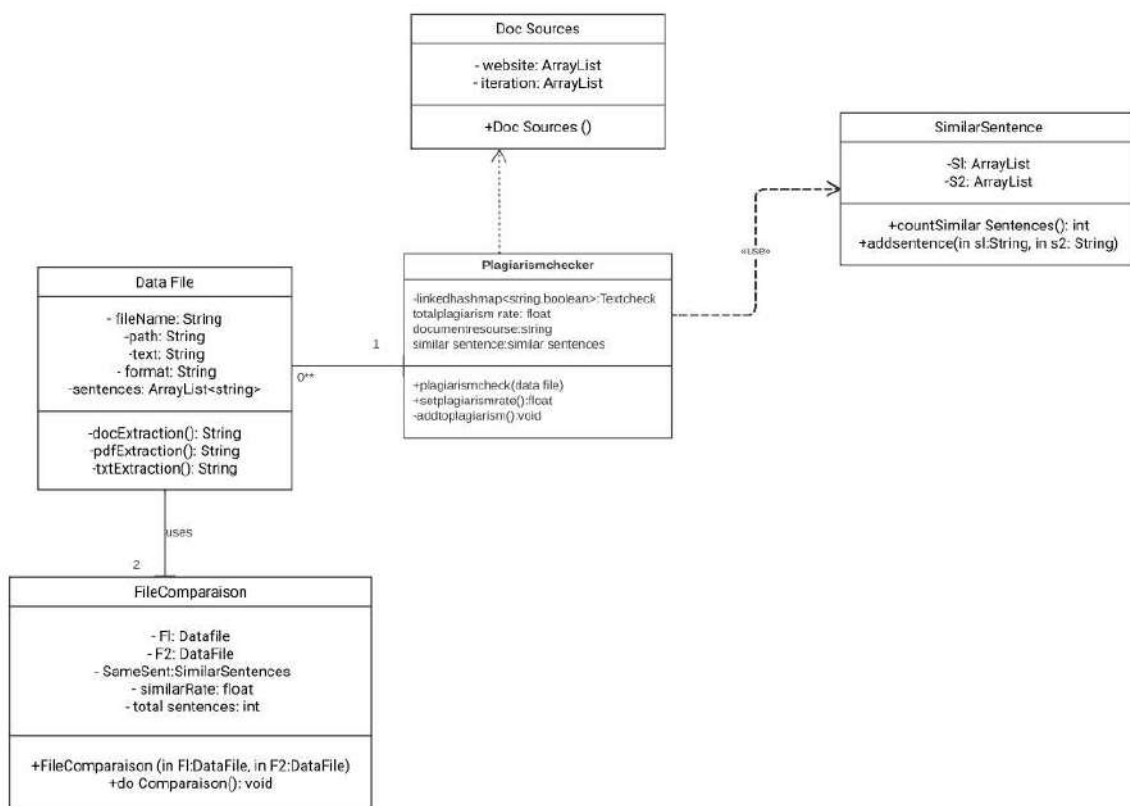 Doc Sources
- website: ArrayList
- iteration: ArrayList
+Doc Sources ()
SimilarSentence
-Sl: ArrayList
-S2: ArrayList
+countSimilar Sentences(): int
+addsentence(in sl:String, in s2: String)
«use»
Plagiarismchecker
-linkedhashmap<string.boolean>:Textcheck
totalplagiarism rate: float
documentresourse:string
similar sentence:similar sentences
+plagiarismcheck(data file)
+setplagiarismrate():float
-addtoplagiarism():void
Data File
- fileName: String
-path: String
-text: String
- format: String
-sentences: ArrayList<string>
-docExtraction(): String
-pdfExtraction(): String
-txtExtraction(): String
1
0**
uses
2
FileComparaison
- Fl: Datafile
- F2: DataFile
- SameSent:SimilarSentences
- similarRate: float
- total sentences: int
+FileComparaison (in Fl:DataFile, in F2:DataFile)
+do Comparaison(): void